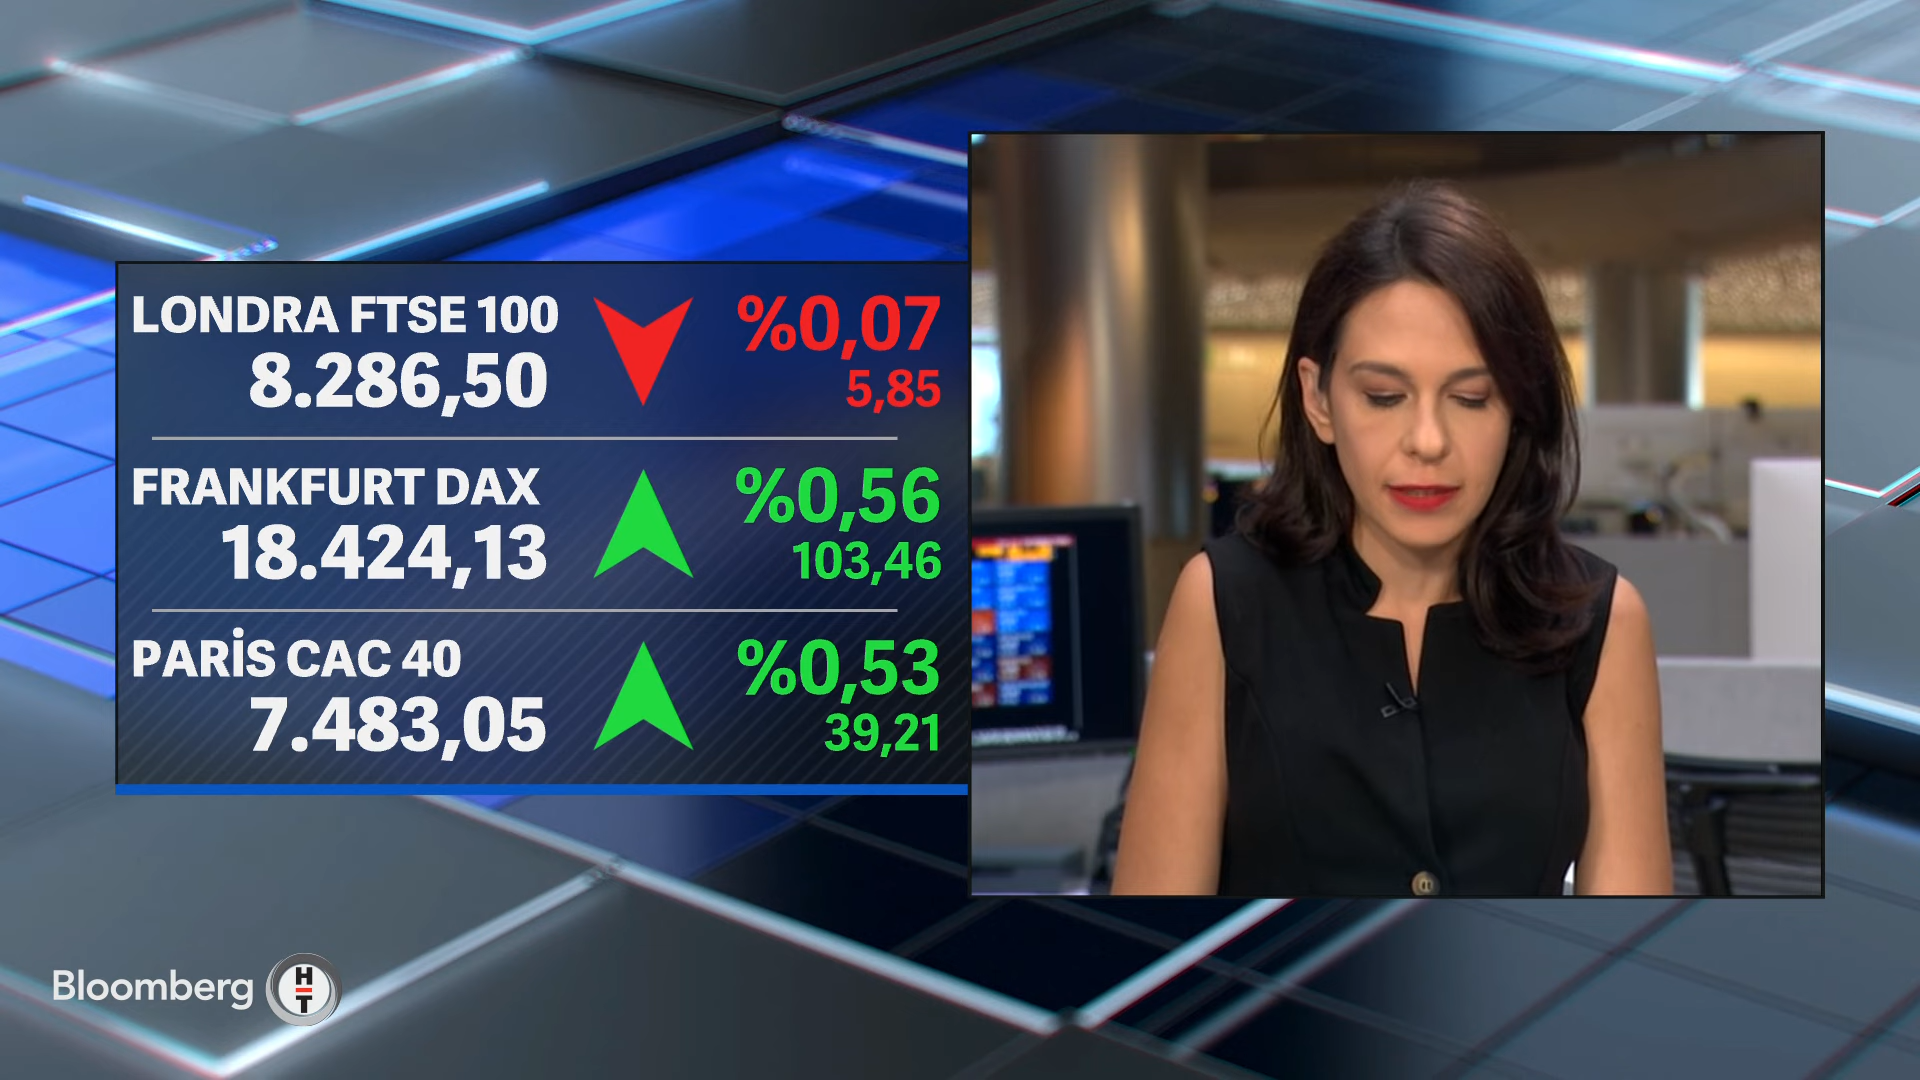 LONDRA FTSE 100
8.286,50
%0,07
5,85
FRANKFURT DAX
18.424,13
%0,56
103,46
PARİS CAC 40
7.483,05
%0,53
39,21
Bloomberg HT